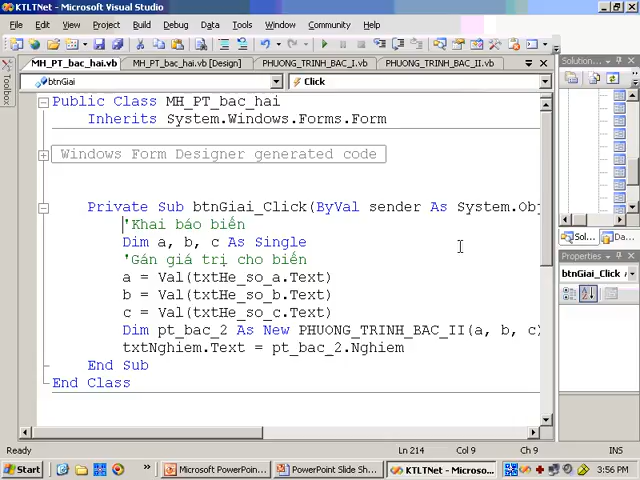 KTLTNet - Microsoft Visual Studio
File Edit View Project Build Debug Data Tools Window Community Help
MH_PT_bac_hai.vb MH_PT_bac_hai.vb [Design] PHUONG_TRINH_BAC_I.vb PHUONG_TRINH_BAC_II.vb
Solution...
Toolbox
btnGiai Click
Public Class MH_PT_bac_hai
Inherits System.Windows.Forms.Form
Windows Form Designer generated code
Private Sub btnGiai_Click(ByVal sender As System.Obj
'Khai báo biến
Dim a, b, c As Single
'Gán giá trị cho biến
a = Val(txtHe_so_a.Text)
b = Val(txtHe_so_b.Text)
c = Val(txtHe_so_c.Text)
Dim pt_bac_2 As New PHUONG_TRINH_BAC_II(a, b, c)
txtNghiem.Text = pt_bac_2.Nghiem
End Sub
End Class
Sol... Da...
Properties
btnGiai_Click
Ready Ln 214 Col 9 Ch 9 INS
Start Microsoft PowerPoin... PowerPoint Slide Sh... KTLTNet - Microso... 3:56 PM